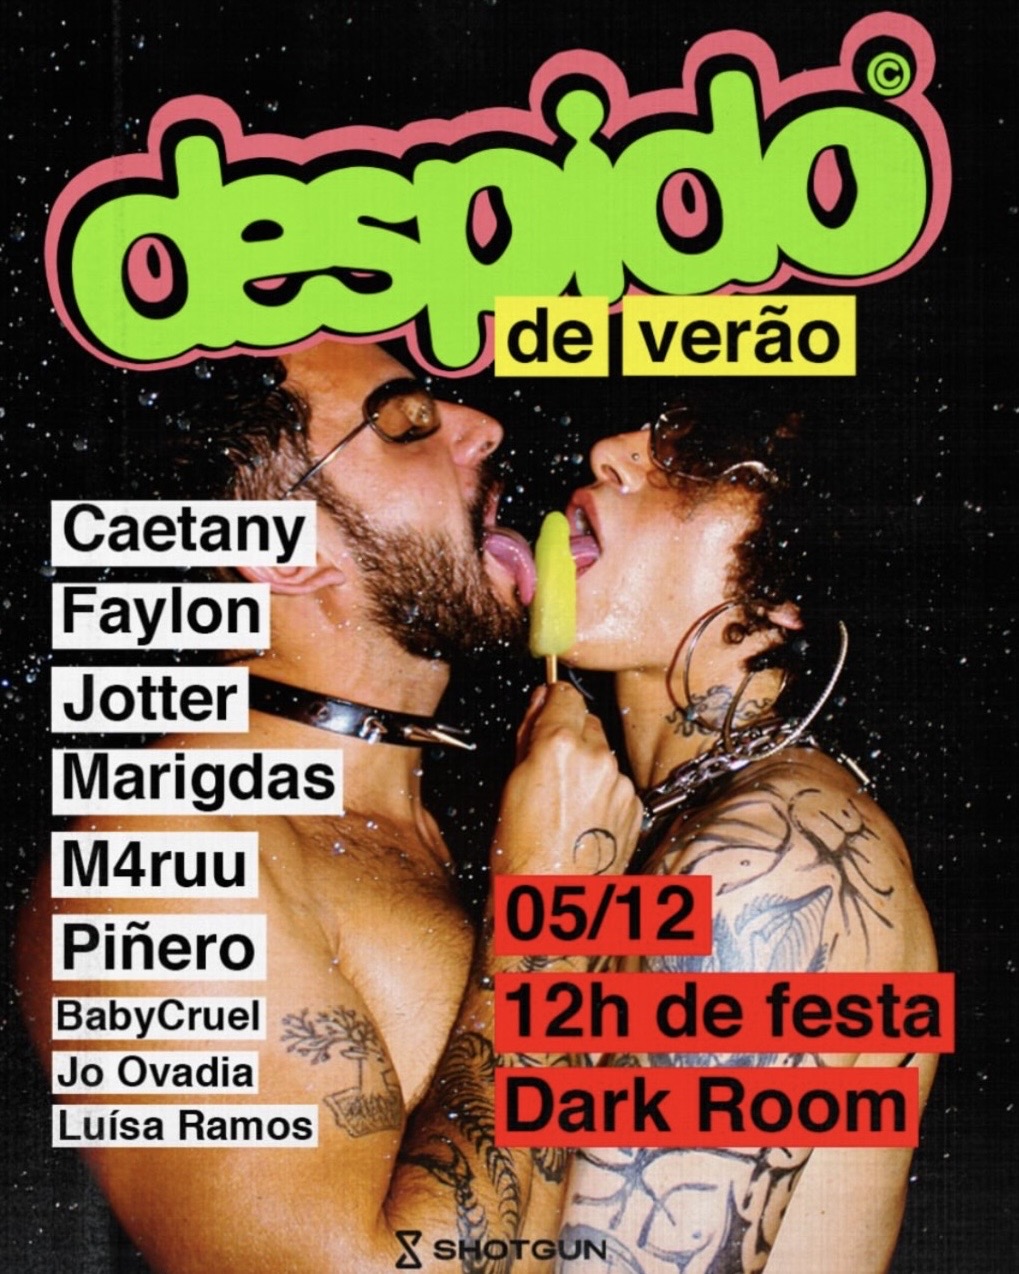 despido©
de verão
Caetany
Faylon
Jotter
Marigdas
M4ruu
Piñero
BabyCruel
Jo Ovadia
Luísa Ramos
05/12
12h de festa
Dark Room
SHOTGUN